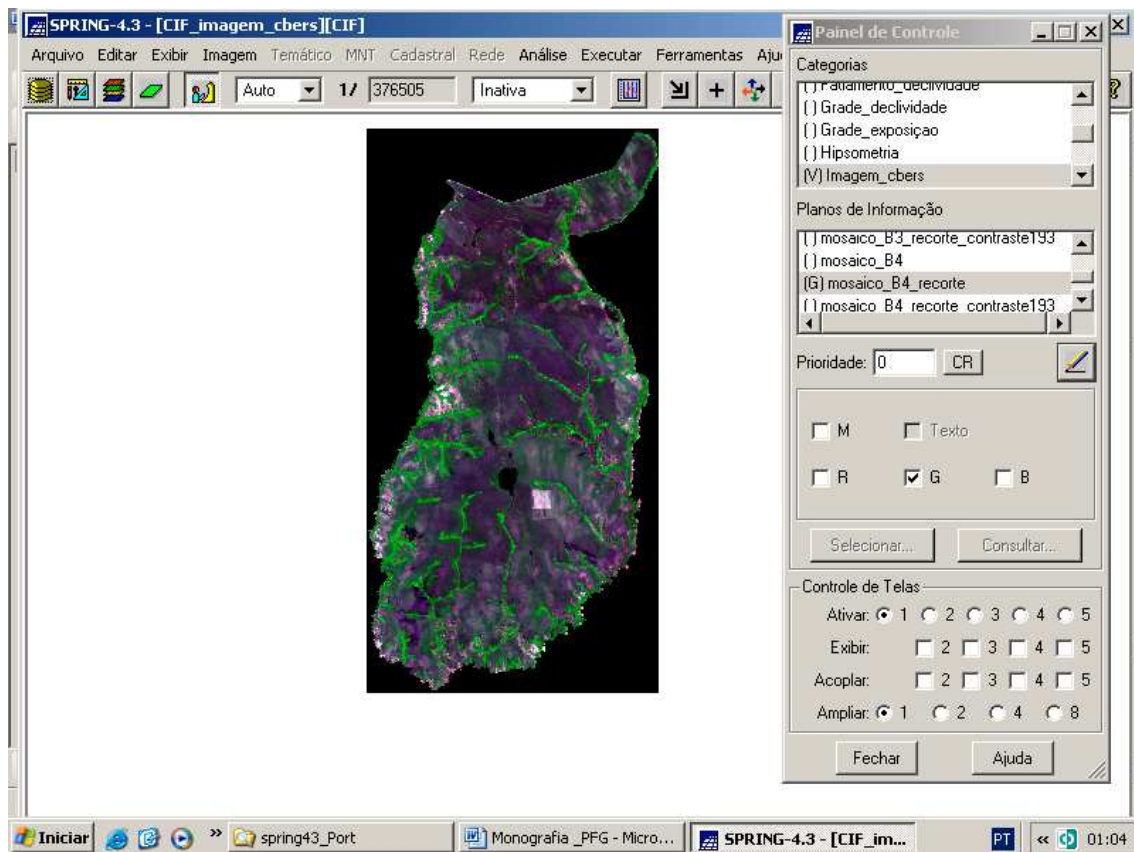 SPRING-4.3 - [CIF_imagem_cbers][CIF]
Arquivo Editar Exibir Imagem Temático MNT Cadastral Rede Análise Executar Ferramentas Aju
Auto 1/ 376505 Inativa
Painel de Controle
Categorias
( ) Fatiamento_declividade
( ) Grade_declividade
( ) Grade_exposiçao
( ) Hipsometria
(V) Imagem_cbers
Planos de Informação
( ) mosaico_B3_recorte_contraste193
( ) mosaico_B4
(G) mosaico_B4_recorte
( ) mosaico_B4_recorte_contraste193
Prioridade: 0 CR
M Texto
R G B
Selecionar... Consultar...
Controle de Telas
Ativar: 1 2 3 4 5
Exibir: 2 3 4 5
Acoplar: 2 3 4 5
Ampliar: 1 2 4 8
Fechar Ajuda
Iniciar » spring43_Port Monografia _PFG - Micro... SPRING-4.3 - [CIF_im... PT « 01:04